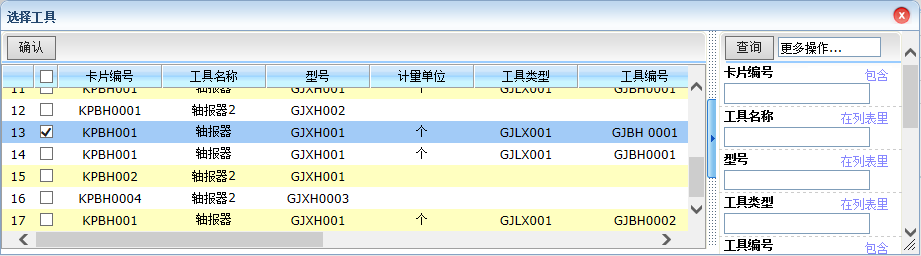 选择工具
确认
卡片编号 工具名称 型号 计量单位 工具类型 工具编号
11 KPBH001 轴报器 GJXH001 个 GJLX001 GJBH0001
12 KPBH0001 轴报器2 GJXH002
13 KPBH001 轴报器 GJXH001 个 GJLX001 GJBH 0001
14 KPBH001 轴报器 GJXH001 个 GJLX001 GJBH0001
15 KPBH002 轴报器2 GJXH001
16 KPBH0004 轴报器2 GJXH0003
17 KPBH001 轴报器 GJXH001 个 GJLX001 GJBH0002
查询 更多操作...
卡片编号 包含
工具名称 在列表里
型号 在列表里
工具类型 在列表里
工具编号 包含